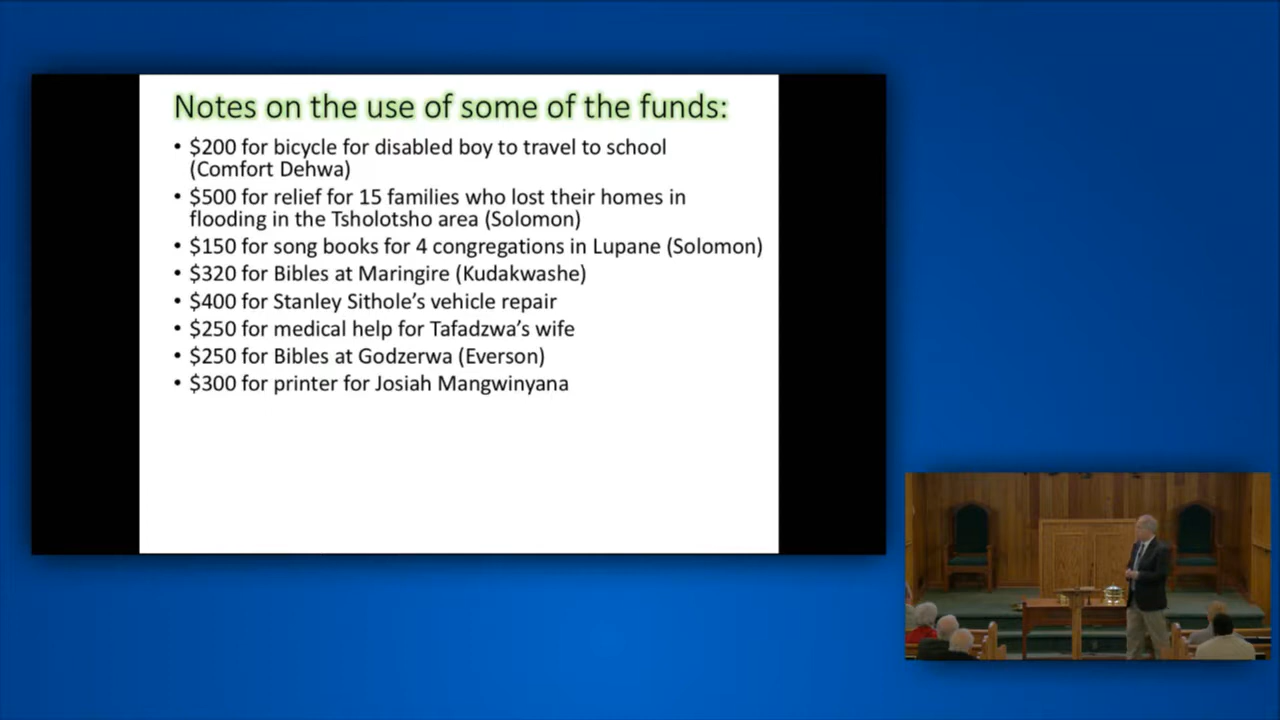 Notes on the use of some of the funds:
• $200 for bicycle for disabled boy to travel to school
(Comfort Dehwa)
• $500 for relief for 15 families who lost their homes in
flooding in the Tsholotsho area (Solomon)
• $150 for song books for 4 congregations in Lupane (Solomon)
• $320 for Bibles at Maringire (Kudakwashe)
• $400 for Stanley Sithole’s vehicle repair
• $250 for medical help for Tafadzwa’s wife
• $250 for Bibles at Godzerwa (Everson)
• $300 for printer for Josiah Mangwinyana